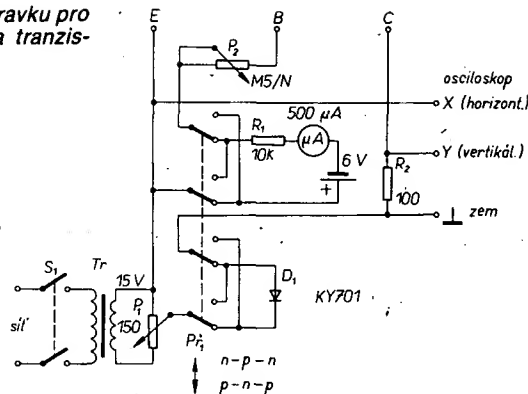 ravku pro
a tranzis-
E
B
C
P2
M5/N
osciloskop
X (horizont.)
500 µA
R1
µA
10K
6 V
+
Y (vertikál.)
R2
100
zem
S1
Tr
15 V
P1
150
síť
D1
KY701
Př1
n-p-n
p-n-p